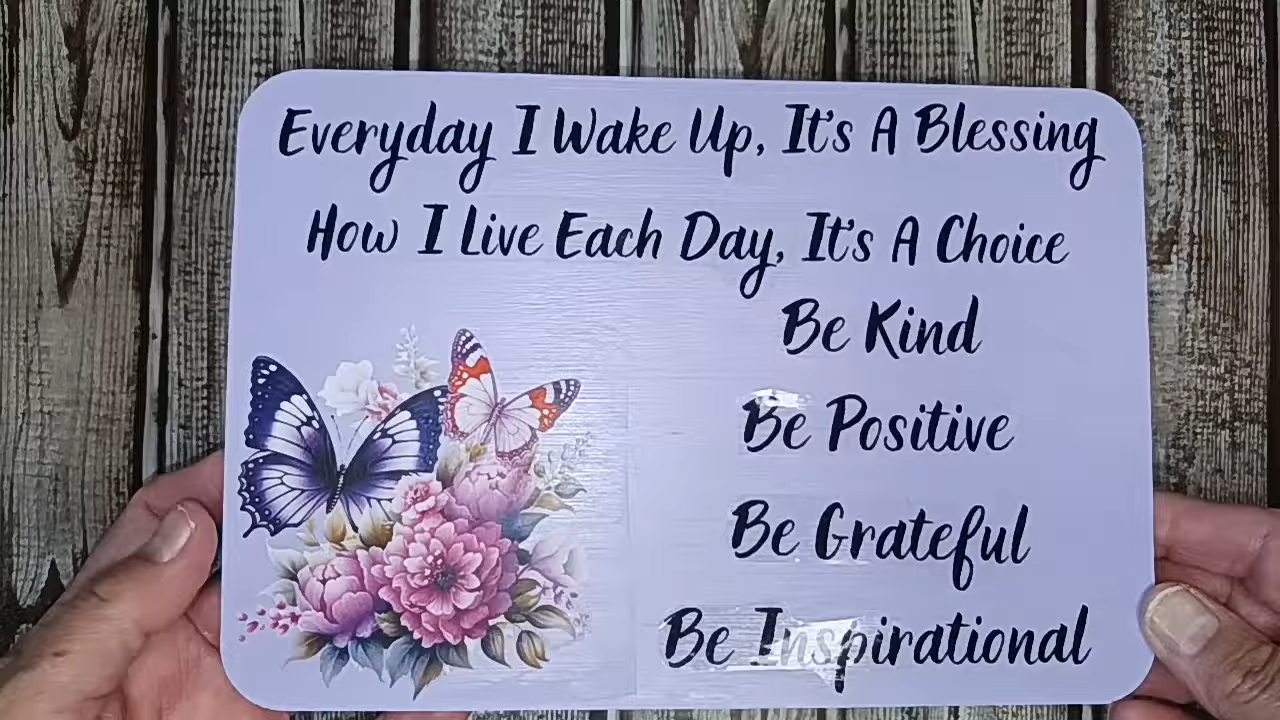 Everyday I Wake Up, It's A Blessing
How I Live Each Day, It's A Choice
Be Kind
Be Positive
Be Grateful
Be Inspirational